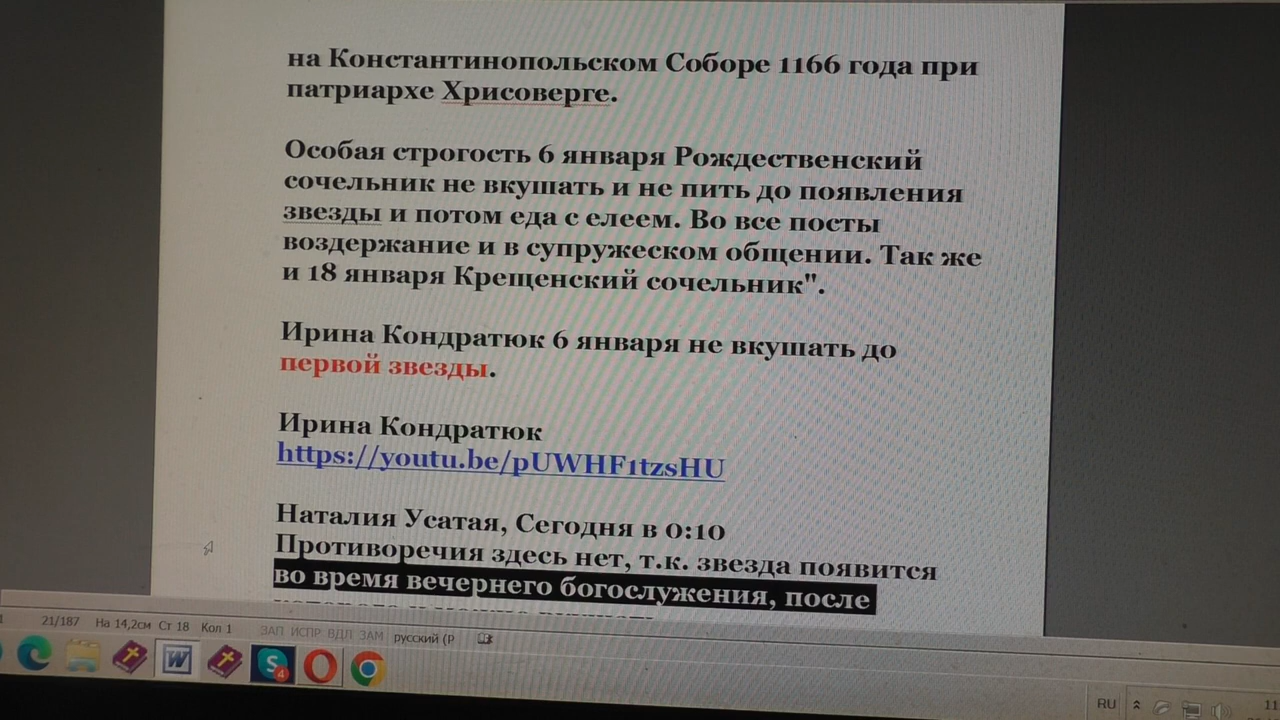 на Константинопольском Соборе 1166 года при
патриархе Хрисоверге.
Особая строгость 6 января Рождественский
сочельник не вкушать и не пить до появления
звезды и потом еда с елеем. Во все посты
воздержание и в супружеском общении. Так же
и 18 января Крещенский сочельник".
Ирина Кондратюк 6 января не вкушать до
первой звезды.
Ирина Кондратюк
https://youtu.be/pUWHF1tzsHU
Наталия Усатая, Сегодня в 0:10
Противоречия здесь нет, т.к. звезда появится
во время вечернего богослужения, после
21/187 На 14,2см Ст 18 Кол 1 ЗАП ИСПР ВДЛ ЗАМ русский (Р
W S 4
RU
11